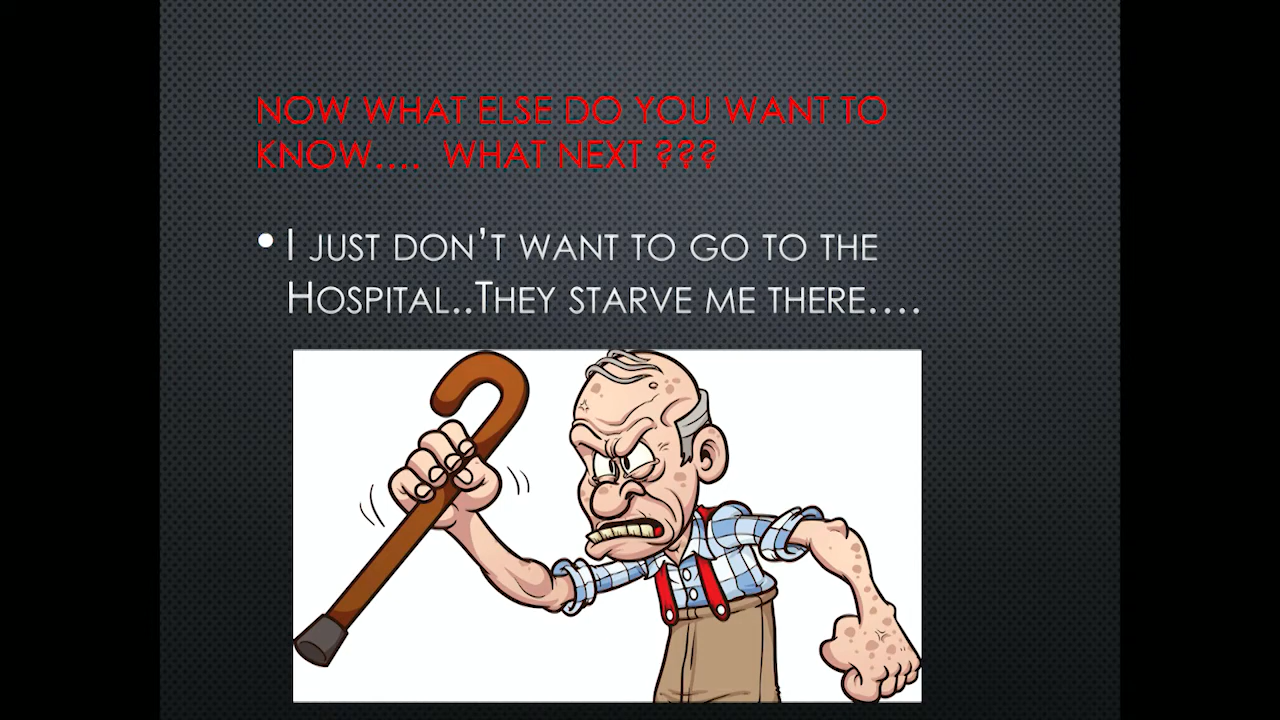 NOW WHAT ELSE DO YOU WANT TO
KNOW.... WHAT NEXT ???
• I JUST DON'T WANT TO GO TO THE
HOSPITAL..THEY STARVE ME THERE....